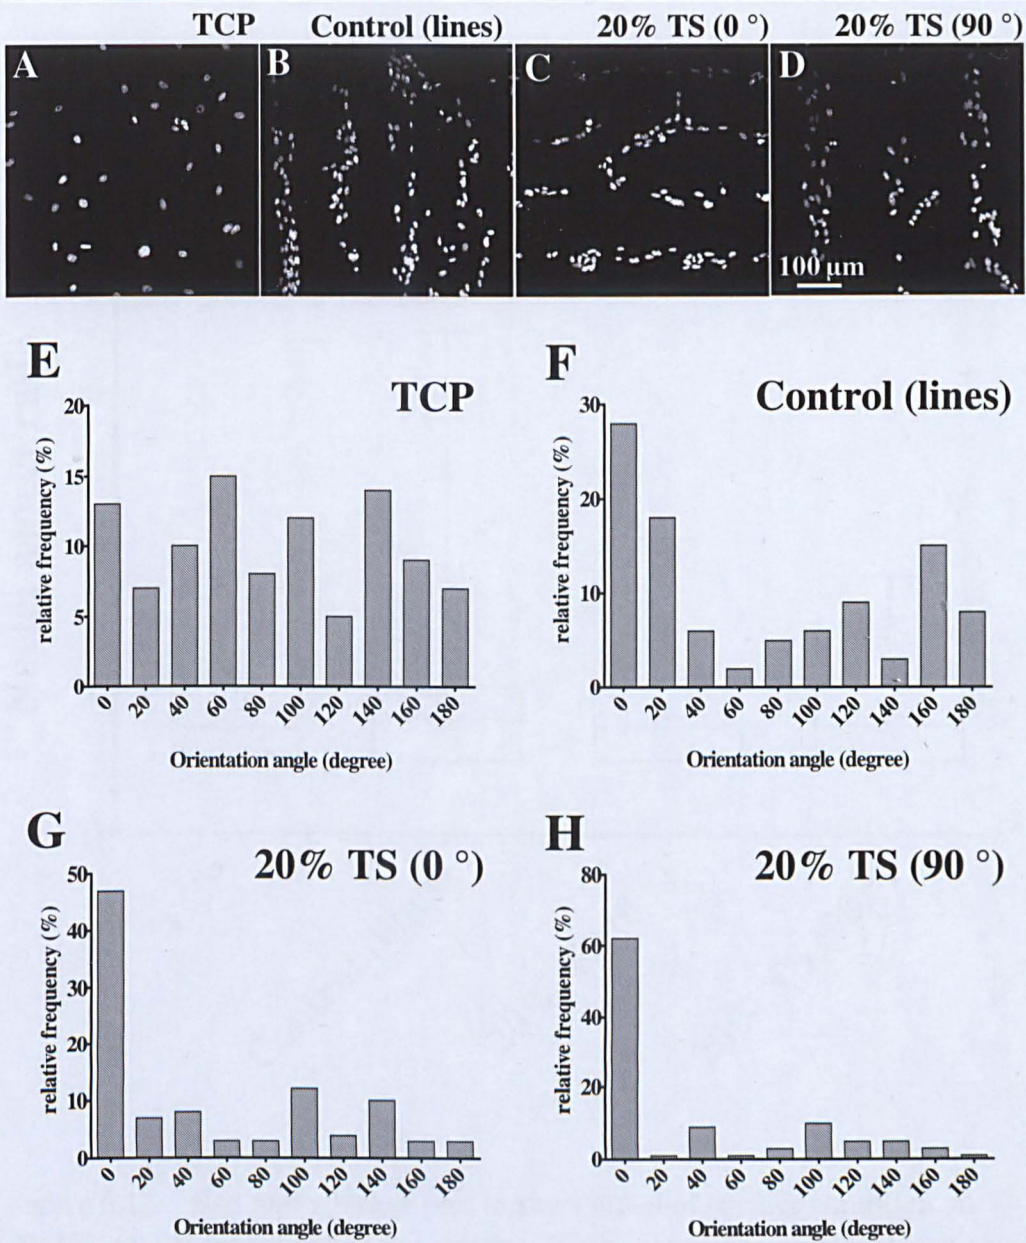 TCP Control (lines) 20% TS (0 °) 20% TS (90 °)
A B C D
100 µm
E
TCP
20
15
10
5
0
relative frequency (%)
0 20 40 60 80 100 120 140 160 180
Orientation angle (degree)
F
Control (lines)
30
20
10
0
relative frequency (%)
0 20 40 60 80 100 120 140 160 180
Orientation angle (degree)
G
20% TS (0 °)
50
40
30
20
10
0
relative frequency (%)
0 20 40 60 80 100 120 140 160 180
Orientation angle (degree)
H
20% TS (90 °)
80
60
40
20
0
relative frequency (%)
0 20 40 60 80 100 120 140 160 180
Orientation angle (degree)